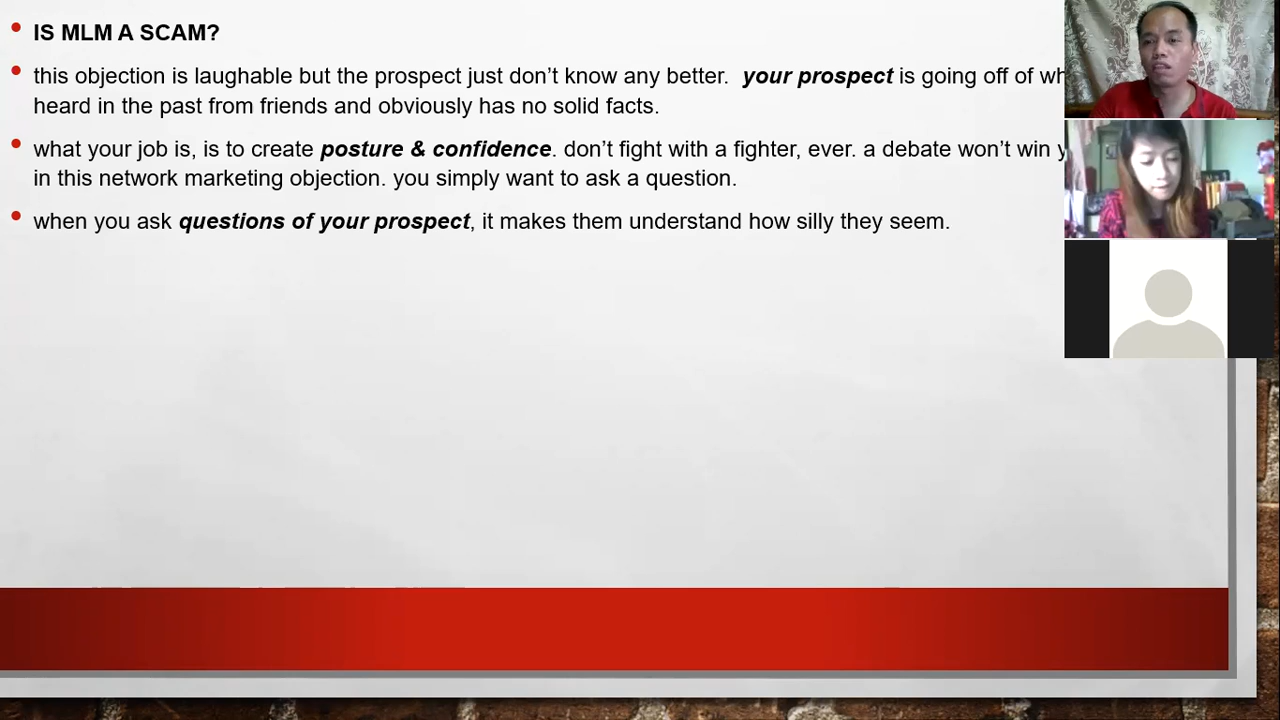 IS MLM A SCAM?
this objection is laughable but the prospect just don't know any better. your prospect is going off of
heard in the past from friends and obviously has no solid facts.
what your job is, is to create posture & confidence. don't fight with a fighter, ever. a debate won't win
in this network marketing objection. you simply want to ask a question.
when you ask questions of your prospect, it makes them understand how silly they seem.